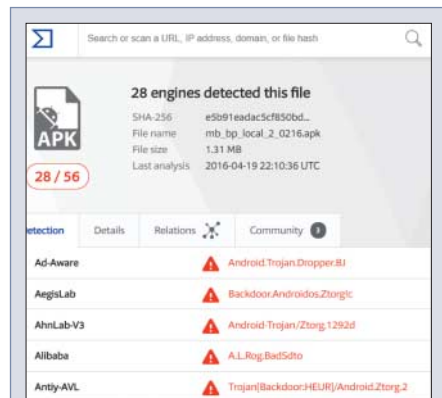 Σ Search or scan a URL, IP address, domain, or file hash
28 engines detected this file
SHA-256 e5b91eadac5cf850bd...
File name mb_bp_local_2_0216.apk
File size 1.31 MB
Last analysis 2016-04-19 22:10:36 UTC
APK
28 / 56
etection Details Relations Community
Ad-Aware Android.Trojan.Dropper.BJ
AegisLab Backdoor.Androidos.Ztorg!c
AhnLab-V3 Android-Trojan/Ztorg.1292d
Alibaba A.L.Rog.BadSdto
Antiy-AVL Trojan[Backdoor:HEUR]/Android.Ztorg.2